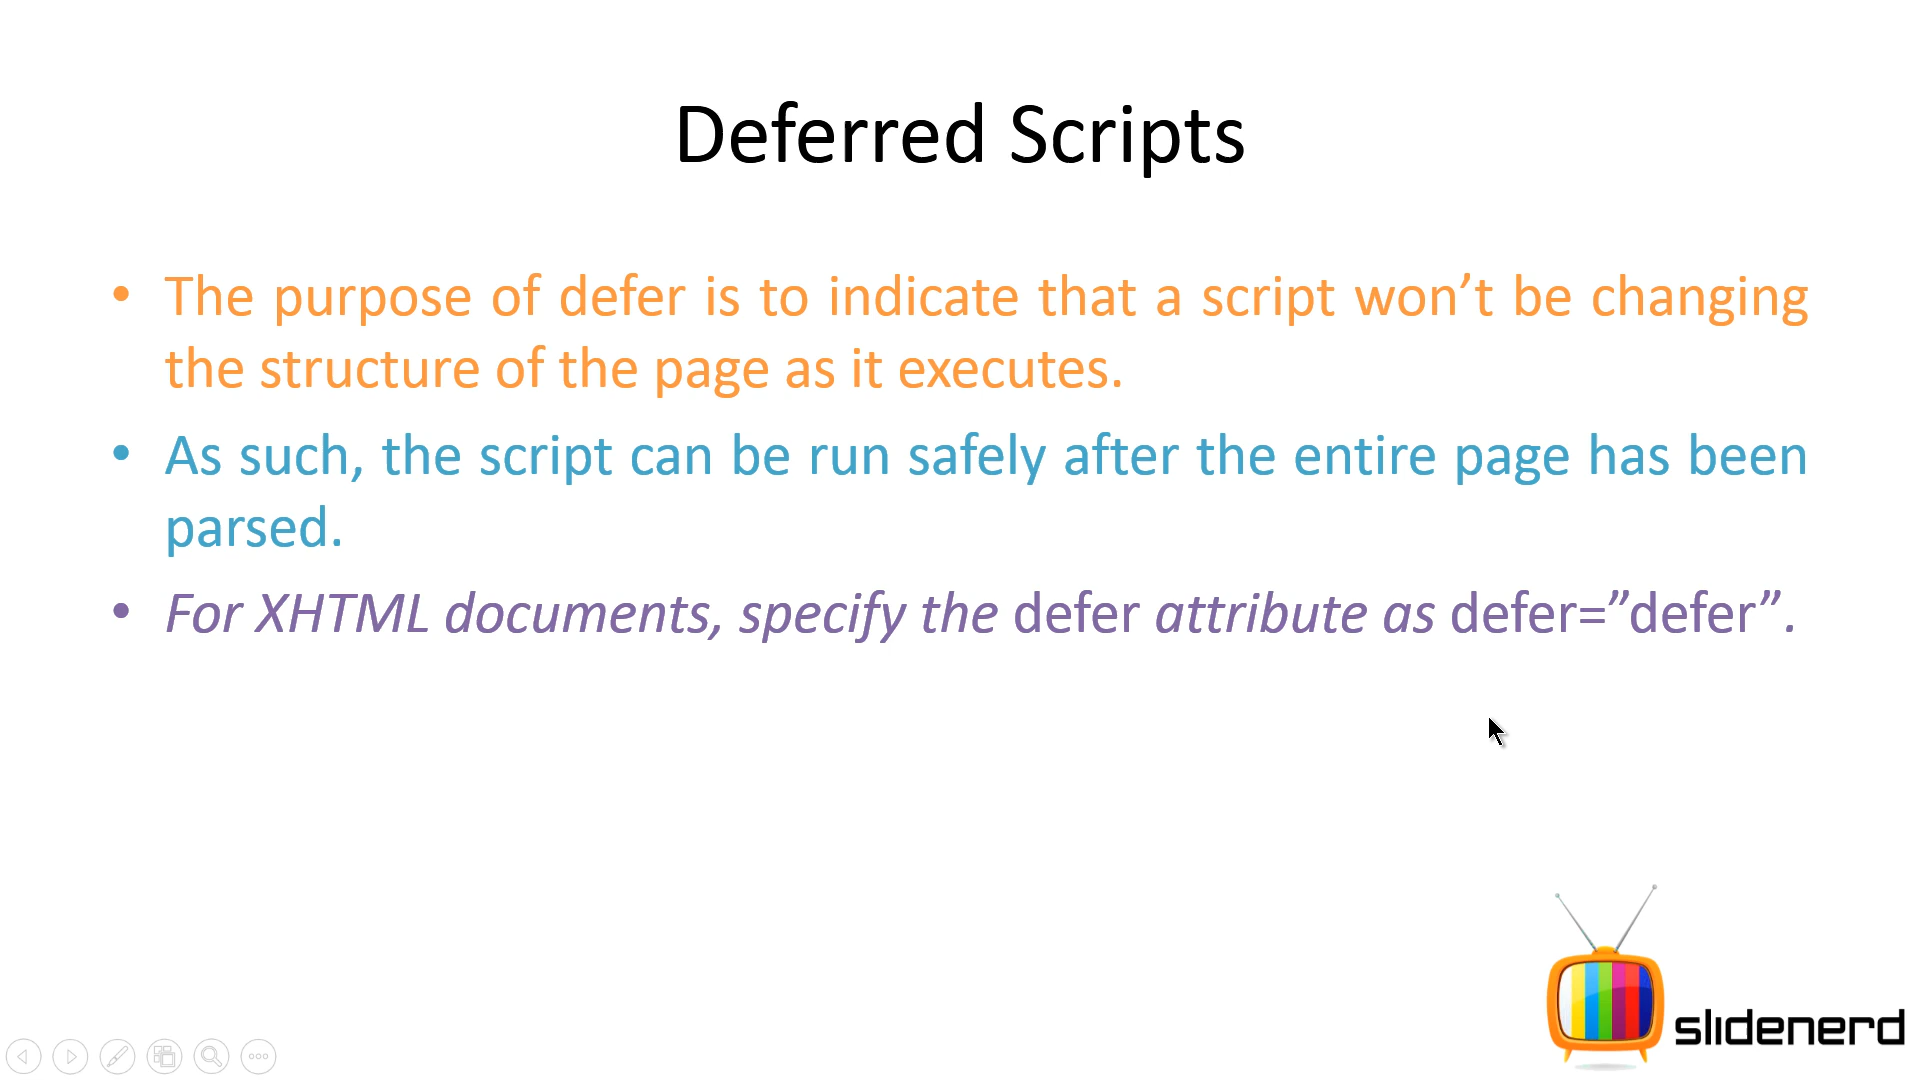 Deferred Scripts
• The purpose of defer is to indicate that a script won’t be changing
the structure of the page as it executes.
• As such, the script can be run safely after the entire page has been
parsed.
• For XHTML documents, specify the defer attribute as defer=”defer”.
slidenerd